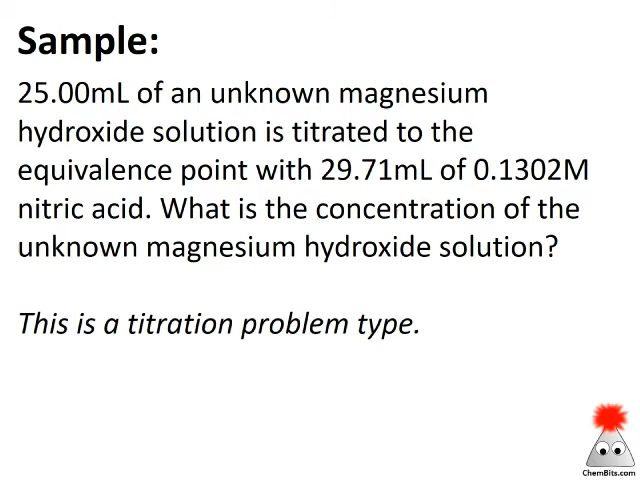 Sample:
25.00mL of an unknown magnesium
hydroxide solution is titrated to the
equivalence point with 29.71mL of 0.1302M
nitric acid. What is the concentration of the
unknown magnesium hydroxide solution?
This is a titration problem type.
ChemBits.com